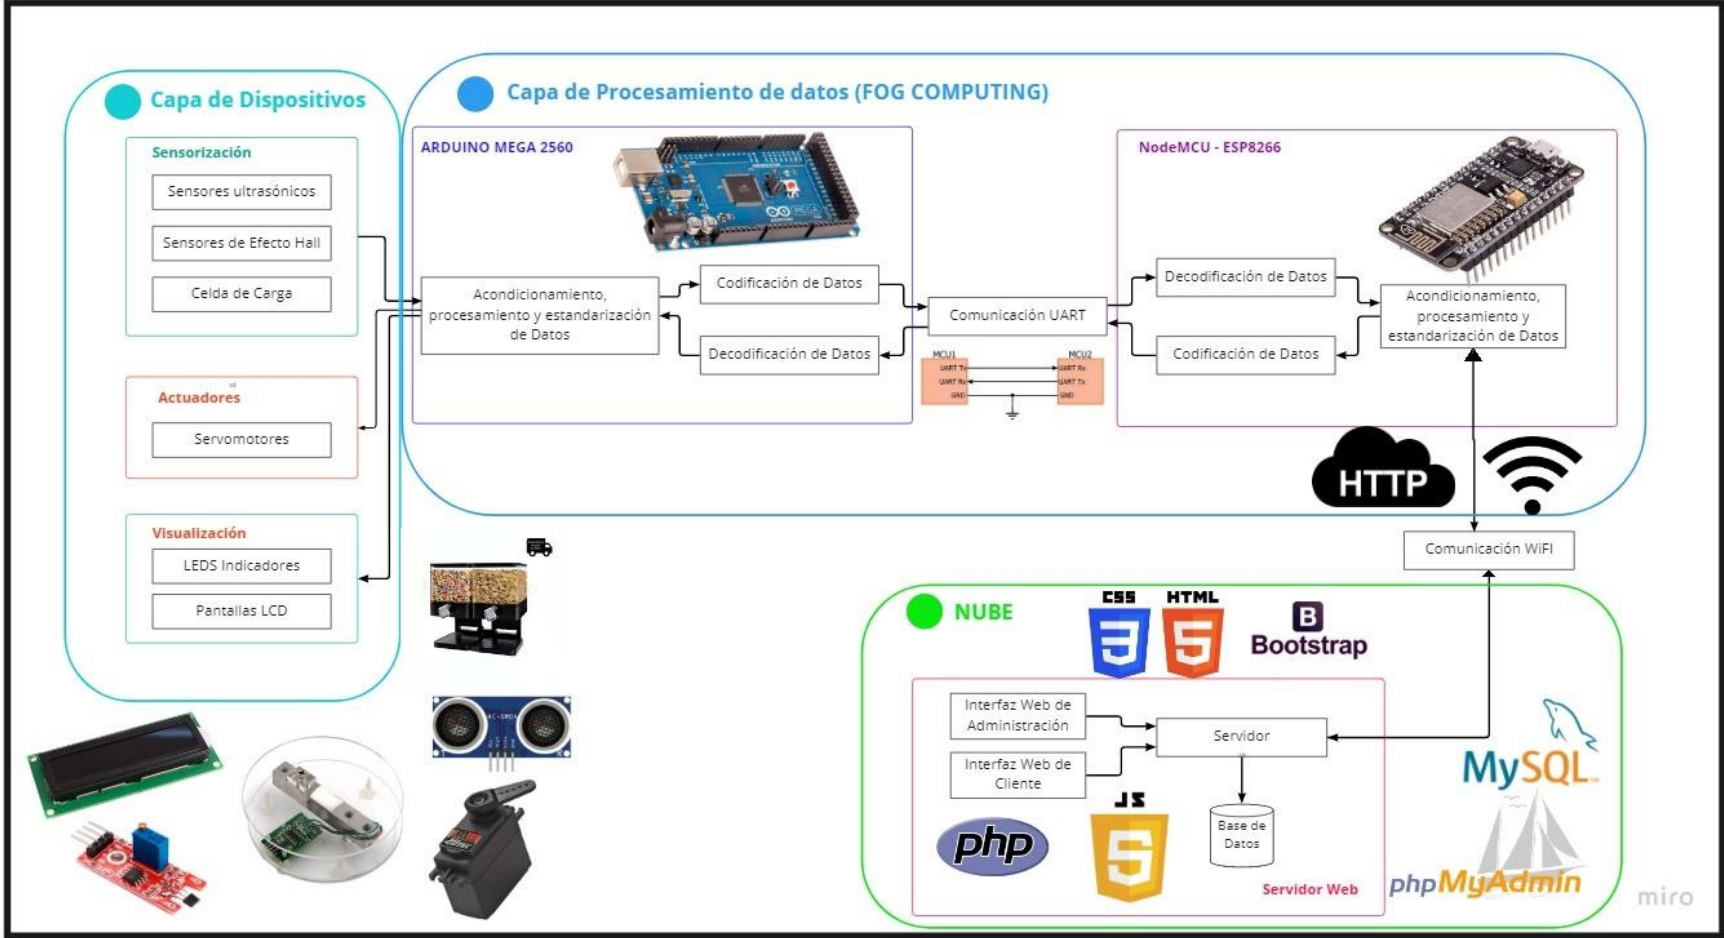 Capa de Dispositivos
Sensorización
Sensores ultrasónicos
Sensores de Efecto Hall
Celda de Carga
Actuadores
Servomotores
Visualización
LEDS Indicadores
Pantallas LCD
Capa de Procesamiento de datos (FOG COMPUTING)
ARDUINO MEGA 2560
Acondicionamiento,
procesamiento y estandarización
de Datos
Codificación de Datos
Decodificación de Datos
Comunicación UART
MCU1
MCU2
UART Tx
UART Rx
UART Rx
UART Tx
GND
GND
NodeMCU - ESP8266
Decodificación de Datos
Codificación de Datos
Acondicionamiento,
procesamiento y
estandarización de Datos
HTTP
Comunicación WiFI
NUBE
CSS
3
HTML
5
B
Bootstrap
Interfaz Web de
Administración
Interfaz Web de
Cliente
Servidor
Base de
Datos
php
JS
5
Servidor Web
MySQL
phpMyAdmin
miro